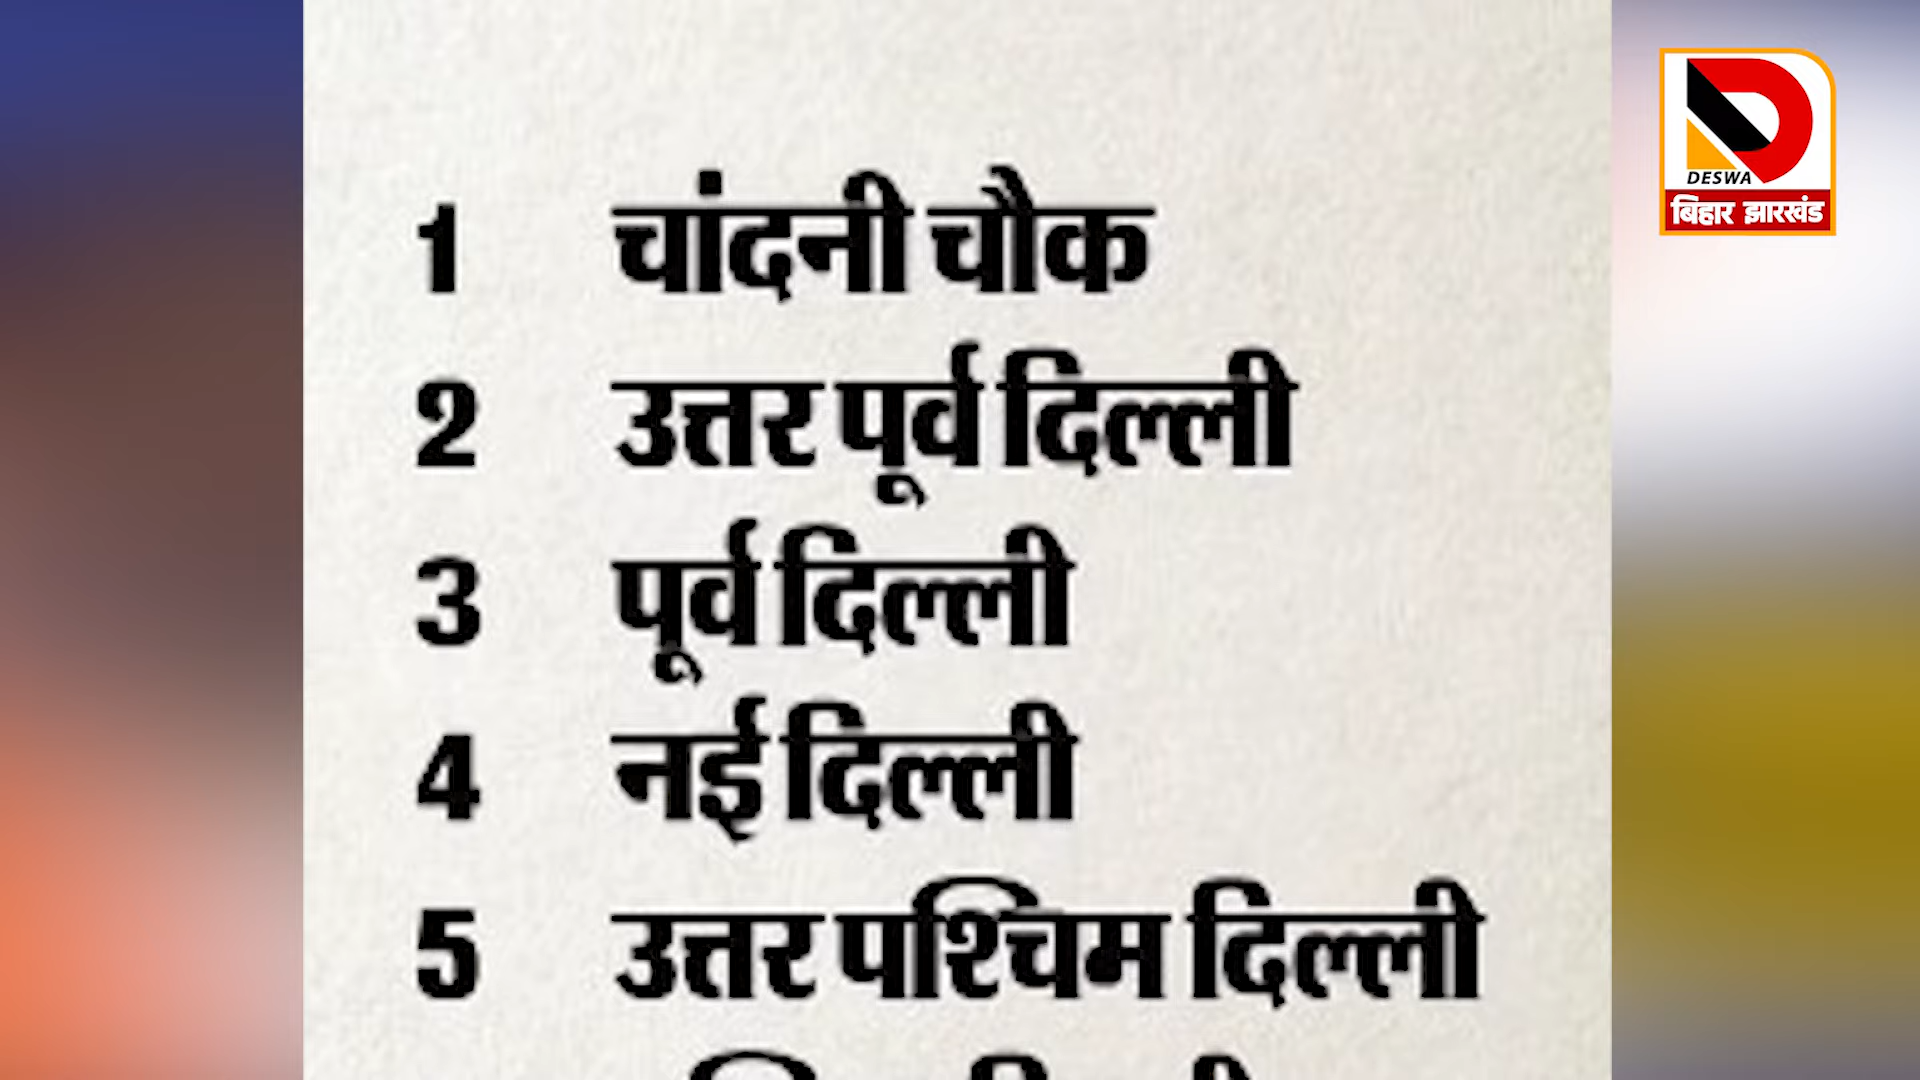 1 चांदनी चौक
2 उत्तर पूर्व दिल्ली
3 पूर्व दिल्ली
4 नई दिल्ली
5 उत्तर पश्चिम दिल्ली
DESWA
बिहार झारखंड